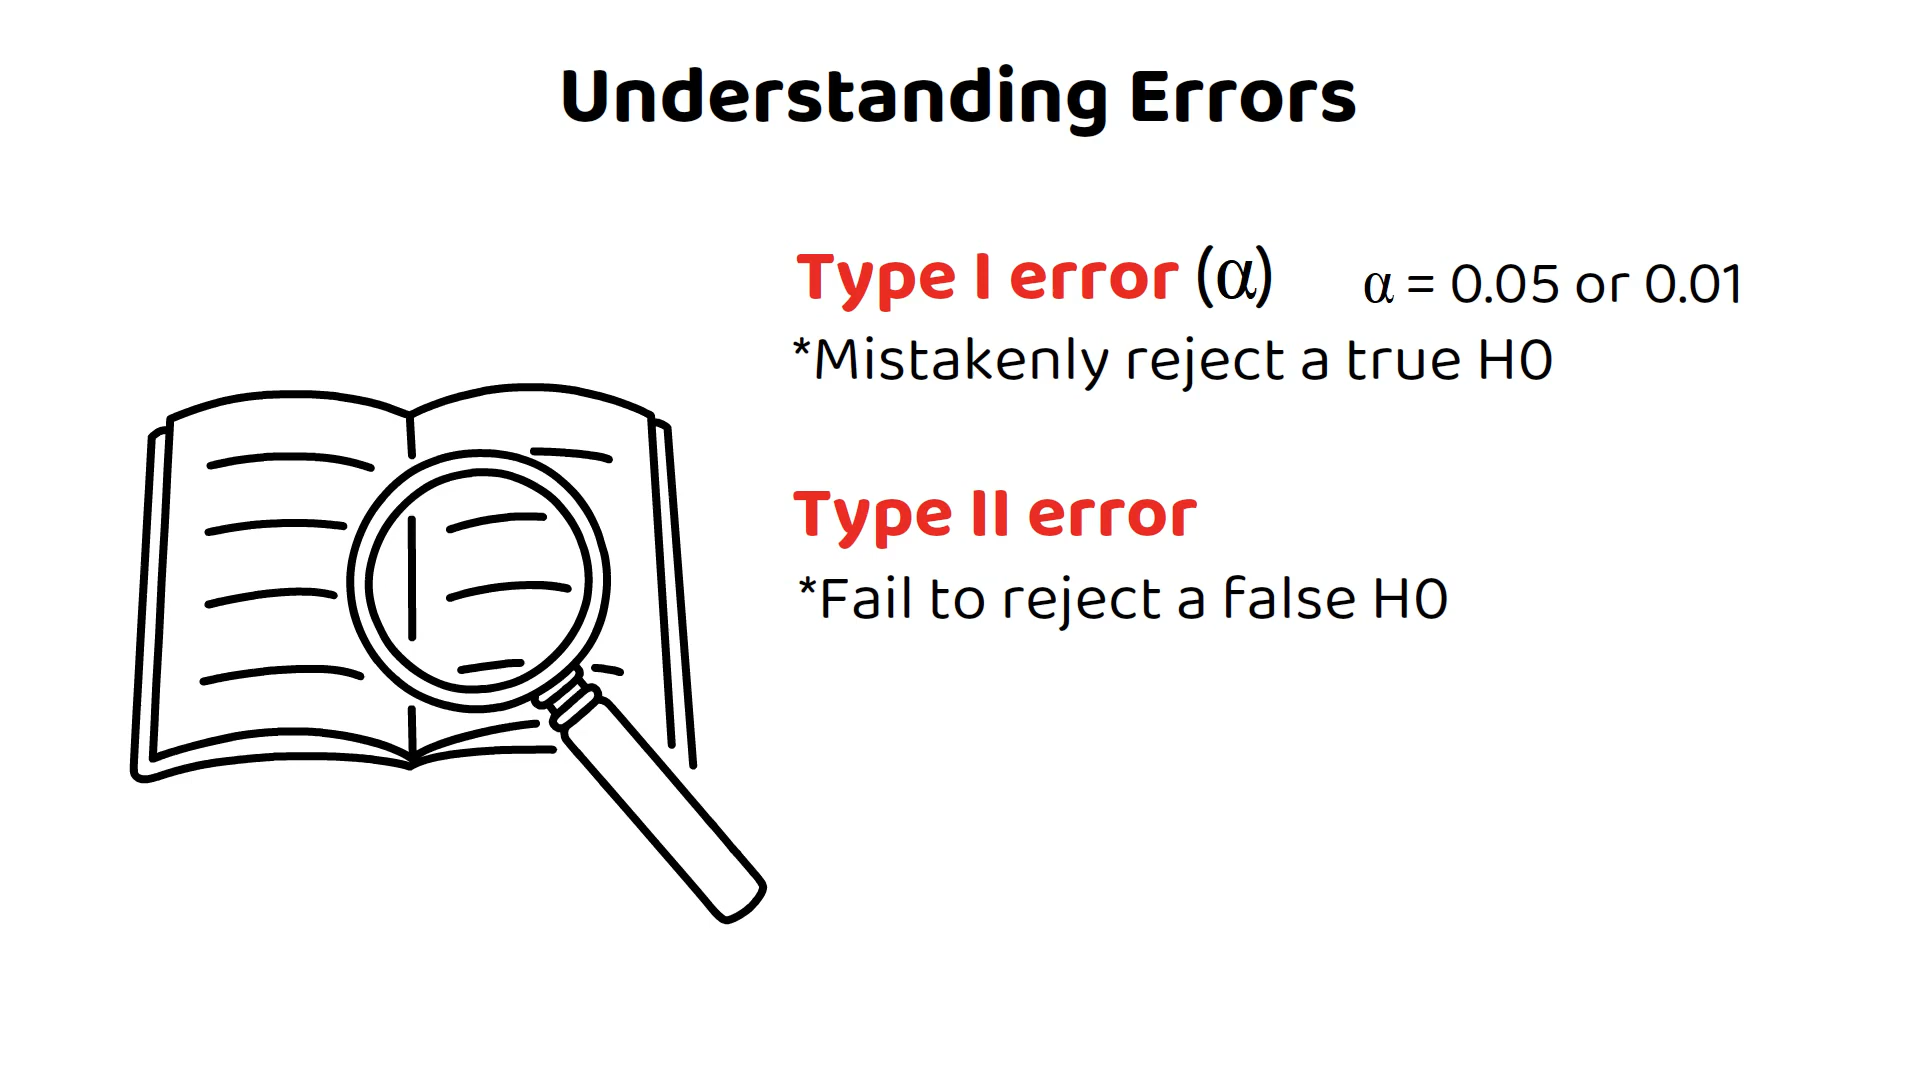 Understanding Errors
Type I error (α) α = 0.05 or 0.01
*Mistakenly reject a true H0
Type II error
*Fail to reject a false H0